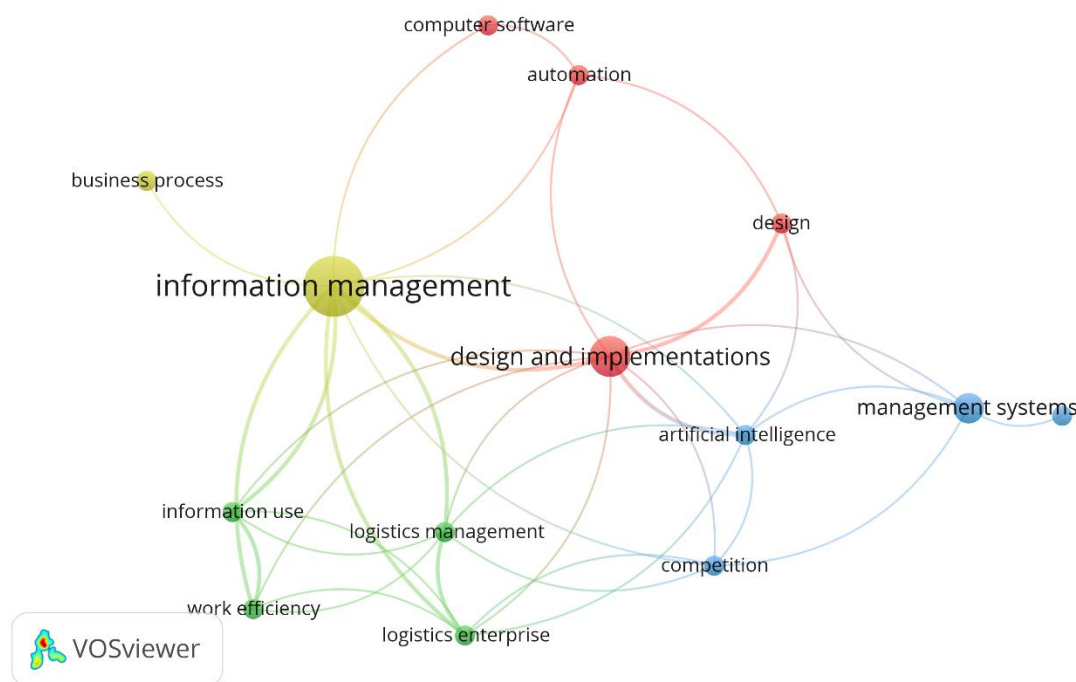 computer software
automation
business process
design
information management
design and implementations
management systems
artificial intelligence
information use
logistics management
competition
work efficiency
logistics enterprise
VOSviewer